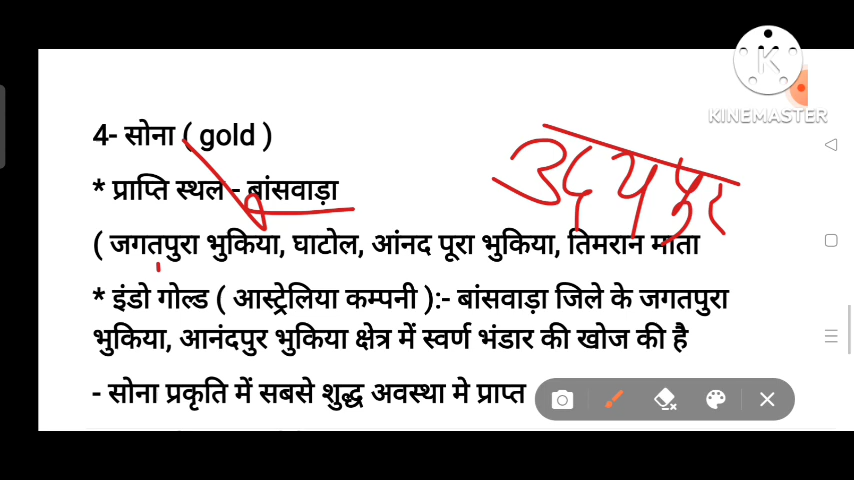 KINEMASTER
4- सोना ( gold )
उदयपुर
* प्राप्ति स्थल - बांसवाड़ा
( जगतपुरा भुकिया, घाटोल, आंनद पूरा भुकिया, तिमरान माता
* इंडो गोल्ड ( आस्ट्रेलिया कम्पनी ):- बांसवाड़ा जिले के जगतपुरा
भुकिया, आनंदपुर भुकिया क्षेत्र में स्वर्ण भंडार की खोज की है
- सोना प्रकृति में सबसे शुद्ध अवस्था मे प्राप्त